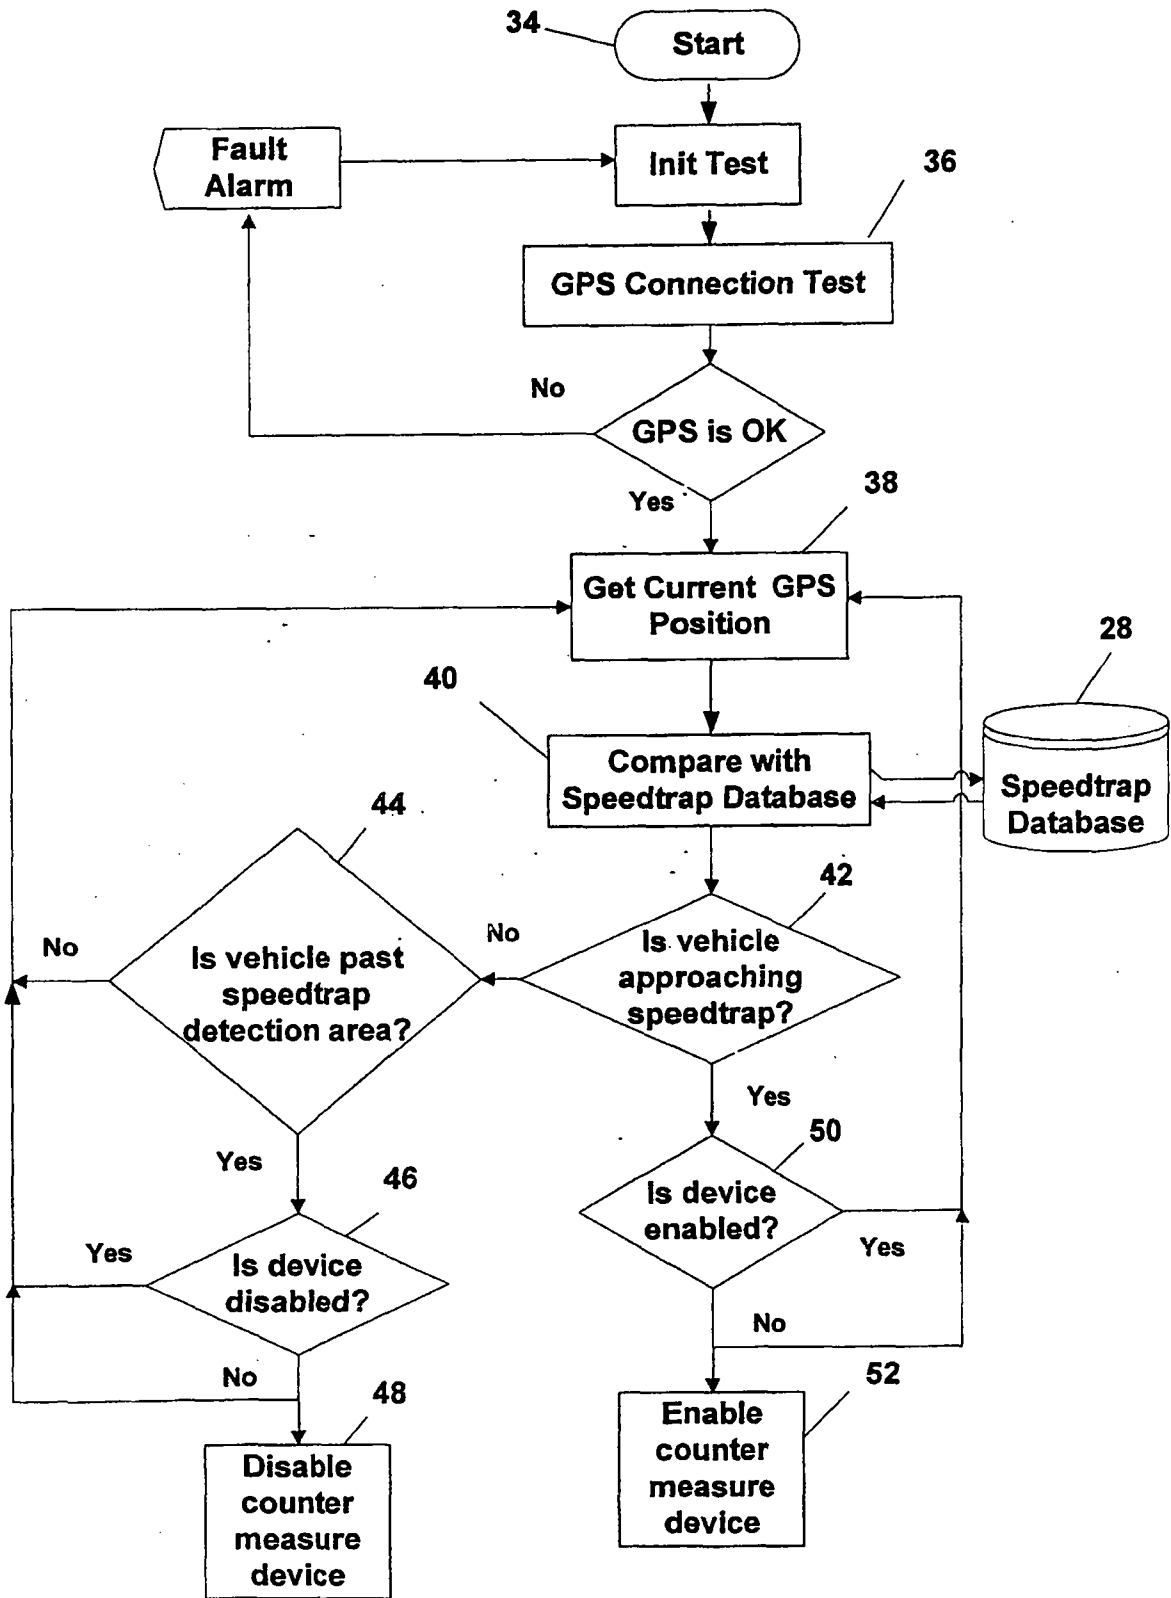 34
Start
Fault
Alarm
Init Test
36
GPS Connection Test
No
GPS is OK
Yes
38
Get Current GPS
Position
28
40
Compare with
Speedtrap Database
Speedtrap
Database
44
42
No
Is vehicle past
speedtrap
detection area?
No
Is vehicle
approaching
speedtrap?
Yes
Yes
50
46
Is device
enabled?
Yes
Yes
Is device
disabled?
No
No
48
52
Enable
counter
measure
device
Disable
counter
measure
device